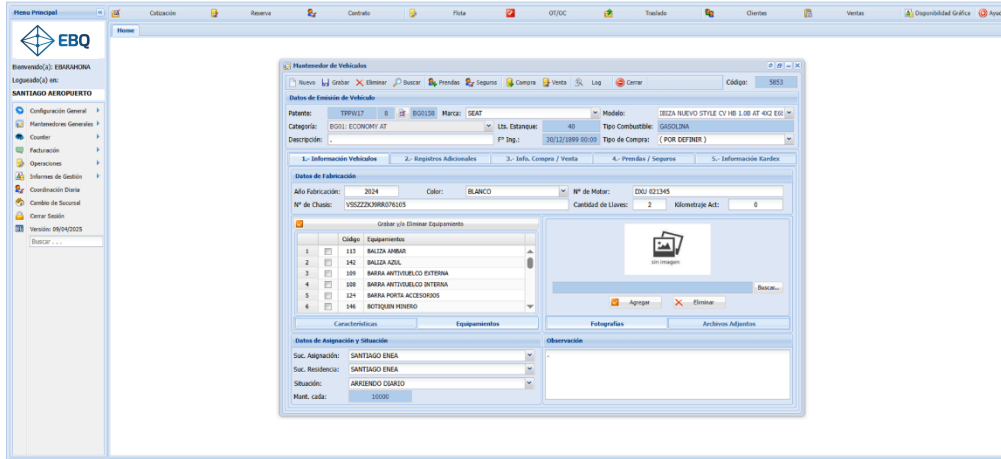 Menu Principal
Cotización Reserva Contrato Flota OT/OC Traslado Clientes Ventas Disponibilidad Gráfica
Home
EBQ
Bienvenido(a): EBARAHONA
Logueado(a) en:
SANTIAGO AEROPUERTO
Configuración General
Mantenedores Generales
Counter
Facturación
Operaciones
Informes de Gestión
Coordinación Diaria
Cambio de Sucursal
Cerrar Sesión
Versión: 09/04/2025
Buscar . . .
Mantenedor de Vehículos
Nuevo Grabar Eliminar Buscar Prendas Seguros Compra Venta Log Cerrar Código: 5853
Datos de Emisión de Vehículo
Patente: TPPW17 8 BG0158 Marca: SEAT Modelo: IBIZA NUEVO STYLE CV HB 1.0B AT 4X2 E6B
Categoría: BG01: ECONOMY AT Lts. Estanque: 40 Tipo Combustible: GASOLINA
Descripción: . F° Ing.: 30/12/1899 00:00 Tipo de Compra: ( POR DEFINIR )
1.- Información Vehículos 2.- Registros Adicionales 3.- Info. Compra / Venta 4.- Prendas / Seguros 5.- Información Kardex
Datos de Fabricación
Año Fabricación: 2024 Color: BLANCO N° de Motor: DXU 021345
N° de Chasis: VSSZZZKJ9RR076105 Cantidad de Llaves: 2 Kilometraje Act: 0
Grabar y/o Eliminar Equipamiento
Código Equipamientos
1 113 BALIZA AMBAR
2 142 BALIZA AZUL
3 109 BARRA ANTIVUELCO EXTERNA
4 108 BARRA ANTIVUELCO INTERNA
5 124 BARRA PORTA ACCESORIOS
6 146 BOTIQUIN MINERO
sin imagen
Buscar...
Agregar Eliminar
Características Equipamientos
Fotografías Archivos Adjuntos
Datos de Asignación y Situación
Suc. Asignación: SANTIAGO ENEA
Suc. Residencia: SANTIAGO ENEA
Situación: ARRIENDO DIARIO
Mant. cada: 10000
Observación
.